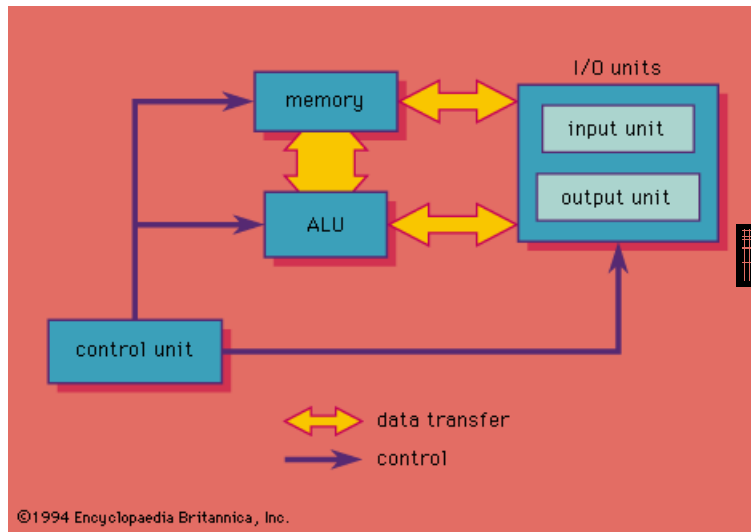 I/O units
memory
input unit
output unit
ALU
control unit
data transfer
control
©1994 Encyclopaedia Britannica, Inc.